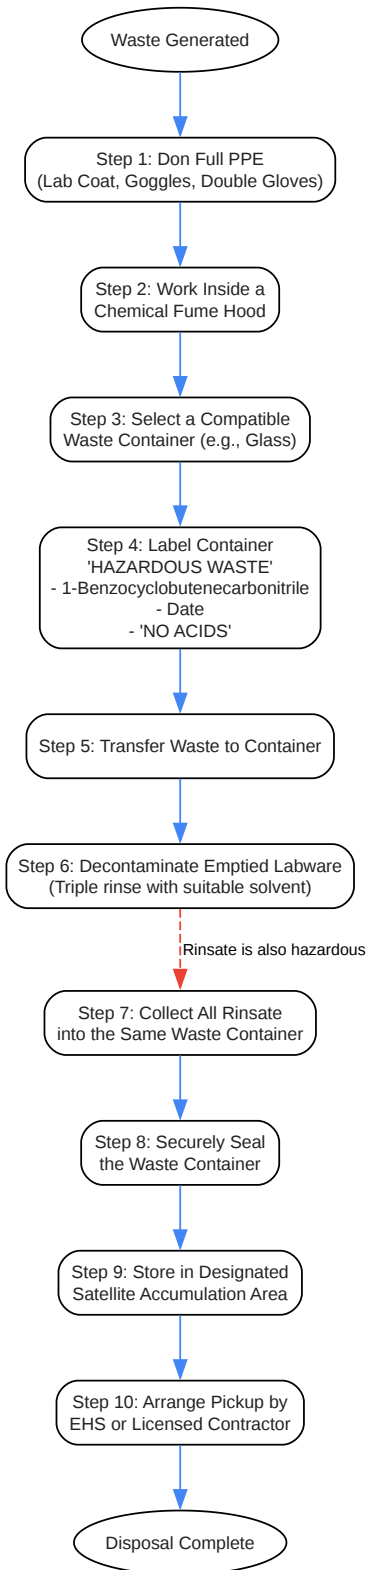 Waste Generated
Step 1: Don Full PPE
(Lab Coat, Goggles, Double Gloves)
Step 2: Work Inside a
Chemical Fume Hood
Step 3: Select a Compatible
Waste Container (e.g., Glass)
Step 4: Label Container
'HAZARDOUS WASTE'
- 1-Benzocyclobutenecarbonitrile
- Date
- 'NO ACIDS'
Step 5: Transfer Waste to Container
Step 6: Decontaminate Emptied Labware
(Triple rinse with suitable solvent)
Rinsate is also hazardous
Step 7: Collect All Rinsate
into the Same Waste Container
Step 8: Securely Seal
the Waste Container
Step 9: Store in Designated
Satellite Accumulation Area
Step 10: Arrange Pickup by
EHS or Licensed Contractor
Disposal Complete